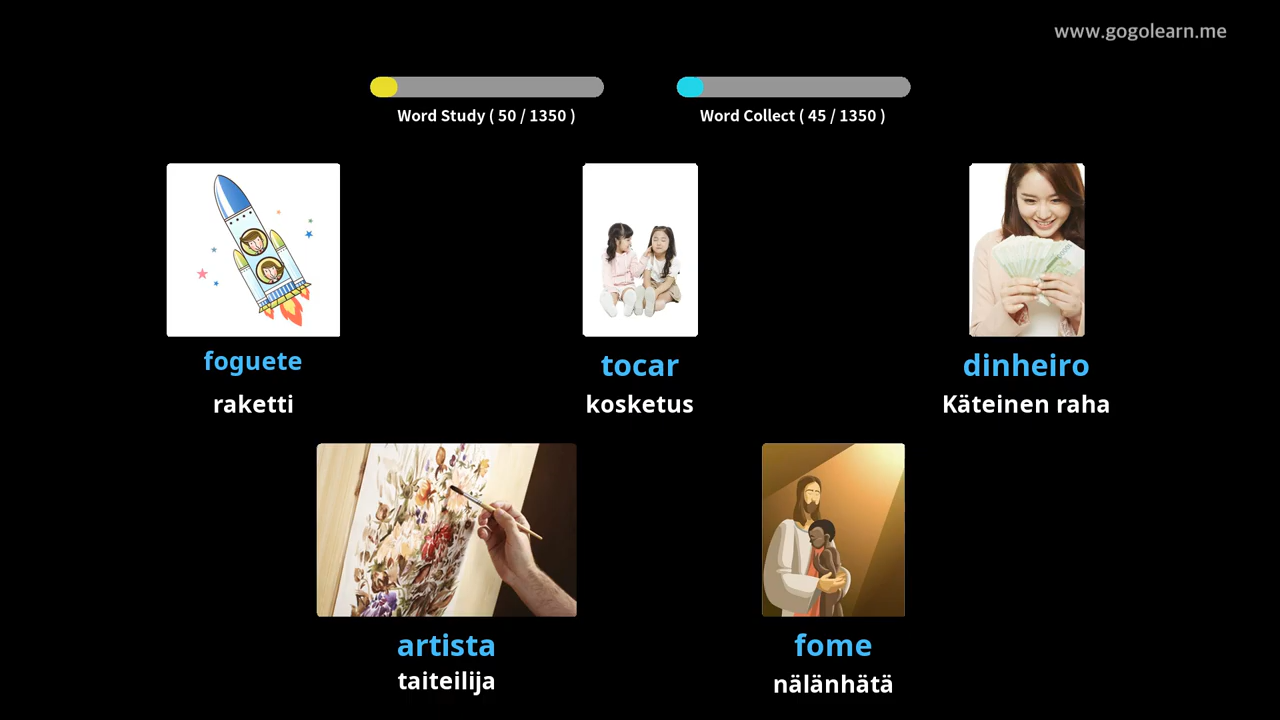 www.gogolearn.me
Word Study ( 50 / 1350 )
Word Collect ( 45 / 1350 )
foguete
raketti
tocar
kosketus
dinheiro
Käteinen raha
artista
taiteilija
fome
nälänhätä